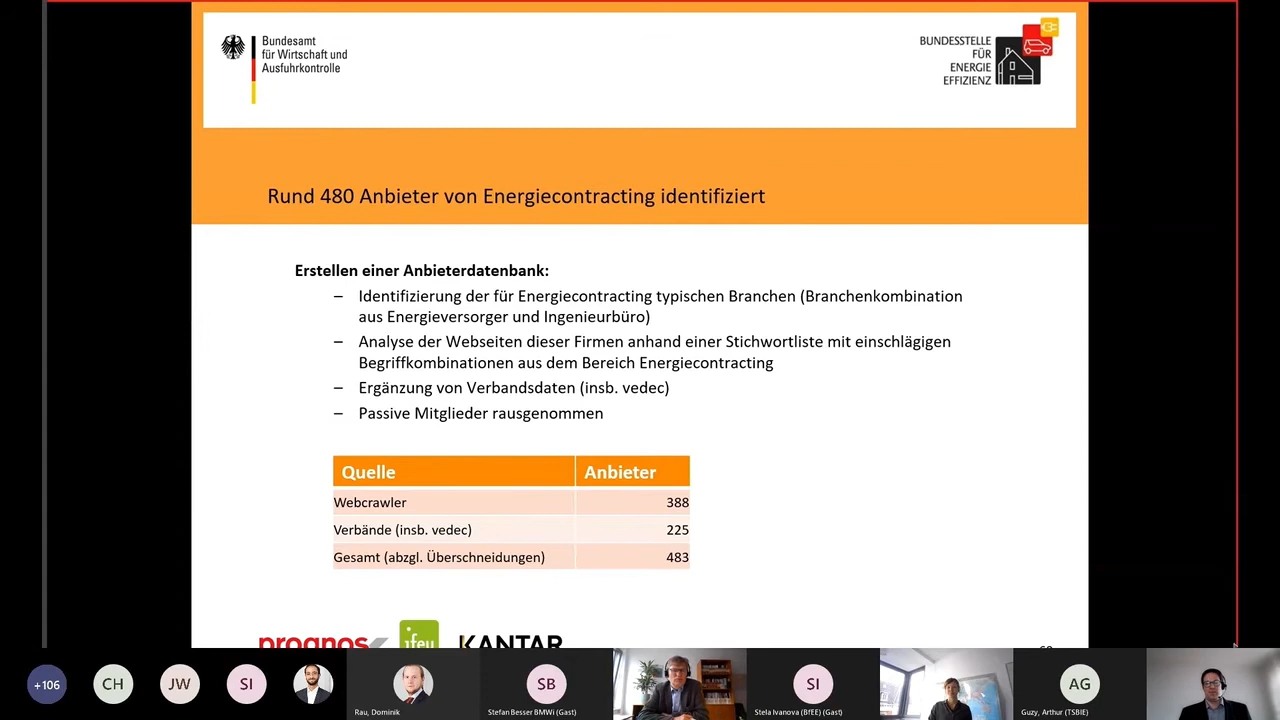 Bundesamt
für Wirtschaft und
Ausfuhrkontrolle
BUNDESSTELLE
FÜR
ENERGIE
EFFIZIENZ
Rund 480 Anbieter von Energiecontracting identifiziert
Erstellen einer Anbieterdatenbank:
– Identifizierung der für Energiecontracting typischen Branchen (Branchenkombination
aus Energieversorger und Ingenieurbüro)
– Analyse der Webseiten dieser Firmen anhand einer Stichwortliste mit einschlägigen
Begriffkombinationen aus dem Bereich Energiecontracting
– Ergänzung von Verbandsdaten (insb. vedec)
– Passive Mitglieder rausgenommen
Quelle Anbieter
Webcrawler 388
Verbände (insb. vedec) 225
Gesamt (abzgl. Überschneidungen) 483
prognos ifeu KANTAR
+106 CH JW SI SB SI AG
Rau, Dominik Stefan Besser BMWi (Gast) Stela Ivanova (BfEE) (Gast) Guzy, Arthur (TSBIE)